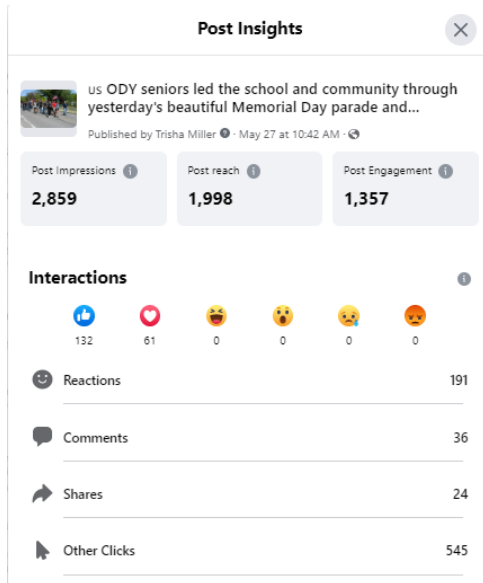 Post Insights
US ODY seniors led the school and community through
yesterday's beautiful Memorial Day parade and...
Published by Trisha Miller · May 27 at 10:42 AM ·
Post Impressions
Post reach
Post Engagement
2,859
1,998
1,357
Interactions
132
61
0
0
0
0
Reactions
191
Comments
36
Shares
24
Other Clicks
545